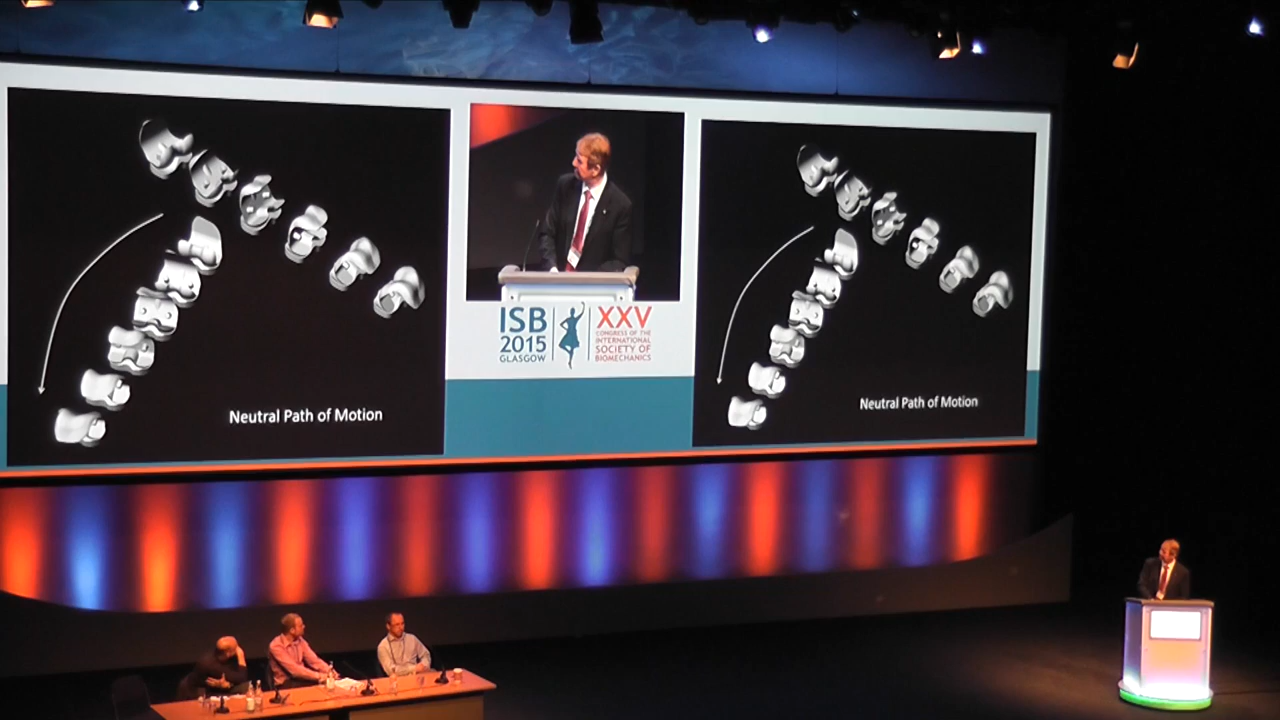 Neutral Path of Motion
ISB
2015
GLASGOW
XXV
CONGRESS OF THE
INTERNATIONAL
SOCIETY OF
BIOMECHANICS
Neutral Path of Motion